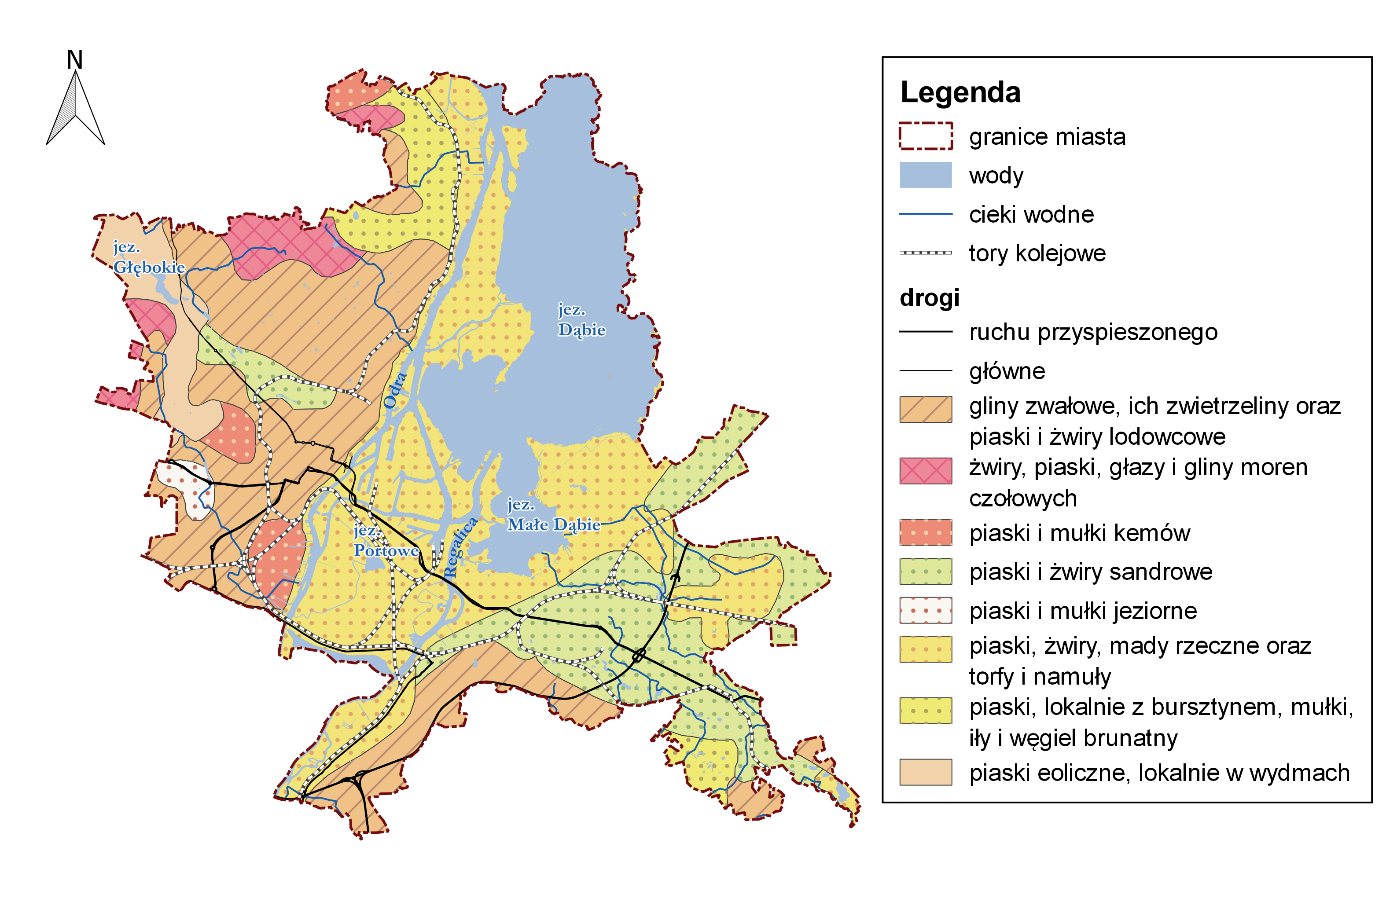 N
jez.
Głębokie
jez.
Dąbie
Odra
jez.
Małe Dąbie
jez.
Portowe
Regalica
Legenda
granice miasta
wody
cieki wodne
tory kolejowe
drogi
ruchu przyspieszonego
główne
gliny zwałowe, ich zwietrzeliny oraz
piaski i żwiry lodowcowe
żwiry, piaski, głazy i gliny moren
czołowych
piaski i mułki kemów
piaski i żwiry sandrowe
piaski i mułki jeziorne
piaski, żwiry, mady rzeczne oraz
torfy i namuły
piaski, lokalnie z bursztynem, mułki,
iły i węgiel brunatny
piaski eoliczne, lokalnie w wydmach